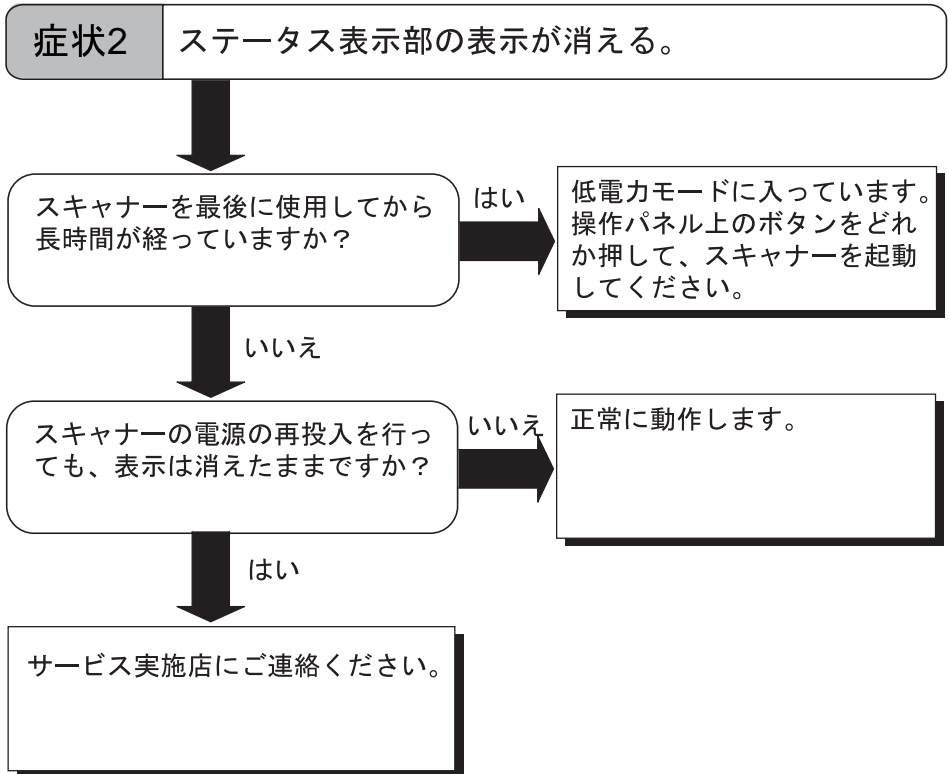 症状2
ステータス表示部の表示が消える。
スキャナーを最後に使用してから
長時間が経っていますか？
はい
低電力モードに入っています。
操作パネル上のボタンをどれ
か押して、スキャナーを起動
してください。
いいえ
スキャナーの電源の再投入を行っ
ても、表示は消えたままですか？
いいえ
正常に動作します。
はい
サービス実施店にご連絡ください。